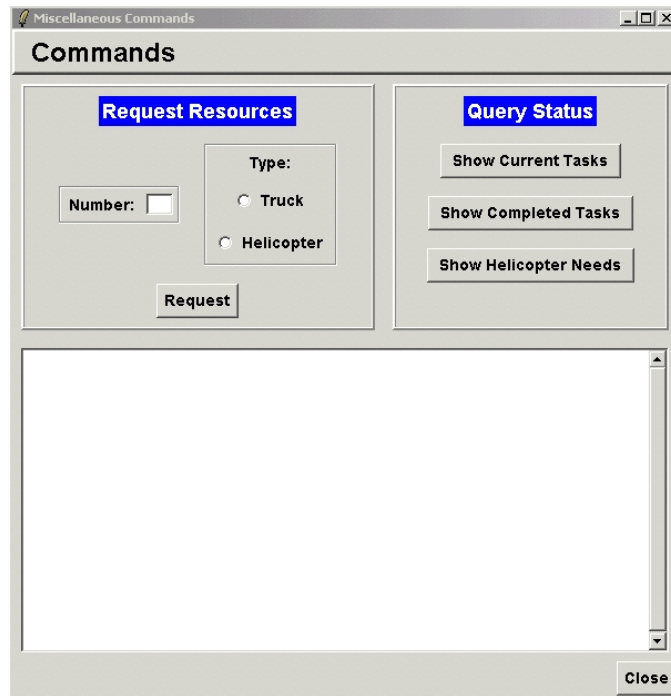 Miscellaneous Commands
Commands
Request Resources
Number:
Type:
Truck
Helicopter
Request
Query Status
Show Current Tasks
Show Completed Tasks
Show Helicopter Needs
Close